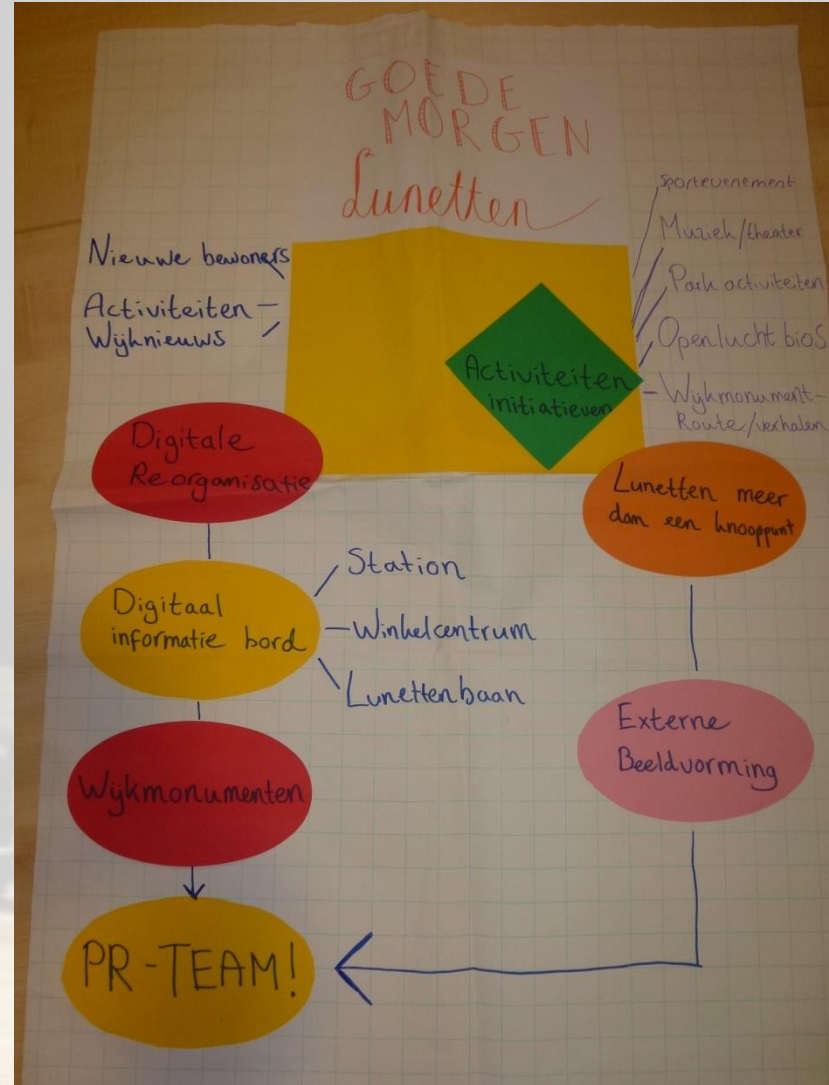 GOEDE
MORGEN
Lunetten
Nieuwe bewoners
Activiteiten -
Wijknieuws
sportevenement
Muziek/theater
Park activiteiten
Openlucht bios
Wijkmonument-
Route/verhalen
Activiteiten
initiatieven
Digitale
Reorganisatie
Digitaal
informatie bord
Station
Winkelcentrum
Lunettenbaan
Wijkmonumenten
PR-TEAM!
Lunetten meer
dan een knooppunt
Externe
Beeldvorming